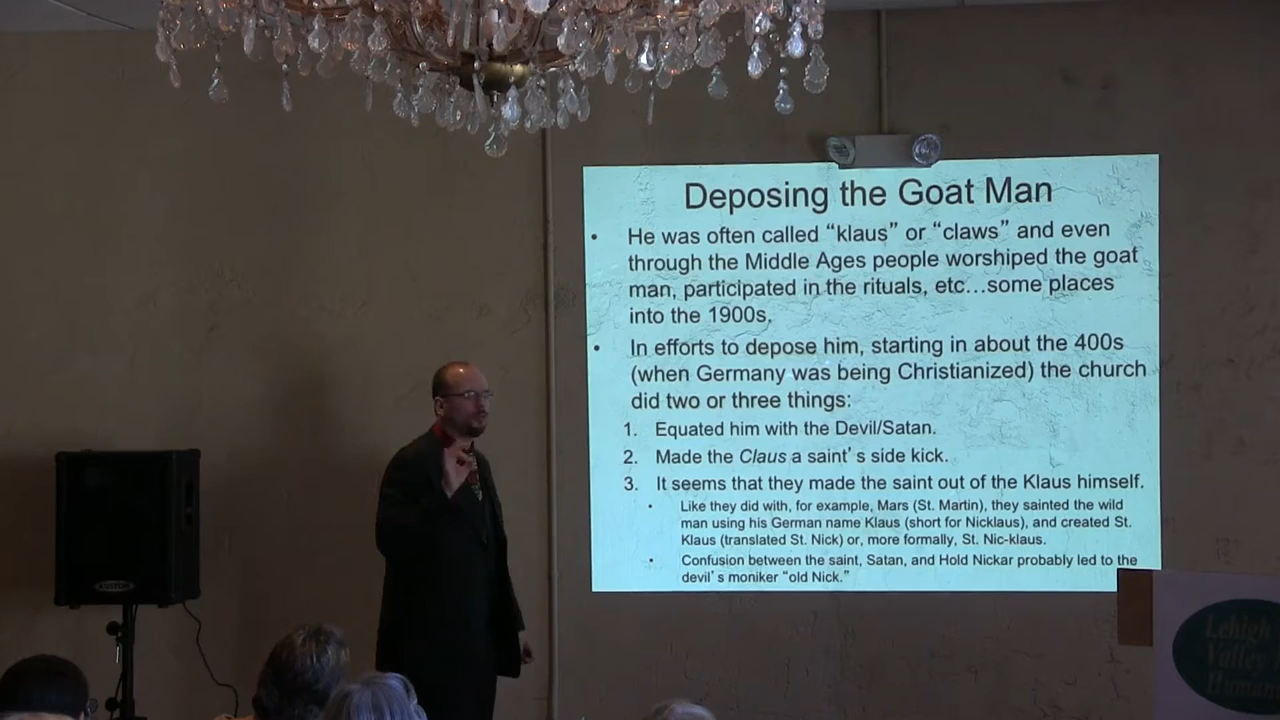 Deposing the Goat Man
• He was often called “klaus” or “claws” and even
through the Middle Ages people worshiped the goat
man, participated in the rituals, etc…some places
into the 1900s.
• In efforts to depose him, starting in about the 400s
(when Germany was being Christianized) the church
did two or three things:
1. Equated him with the Devil/Satan.
2. Made the Claus a saint’s side kick.
3. It seems that they made the saint out of the Klaus himself.
• Like they did with, for example, Mars (St. Martin), they sainted the wild
man using his German name Klaus (short for Nicklaus), and created St.
Klaus (translated St. Nick) or, more formally, St. Nic-klaus.
• Confusion between the saint, Satan, and Hold Nickar probably led to the
devil’s moniker “old Nick.”
Lehigh
Valley